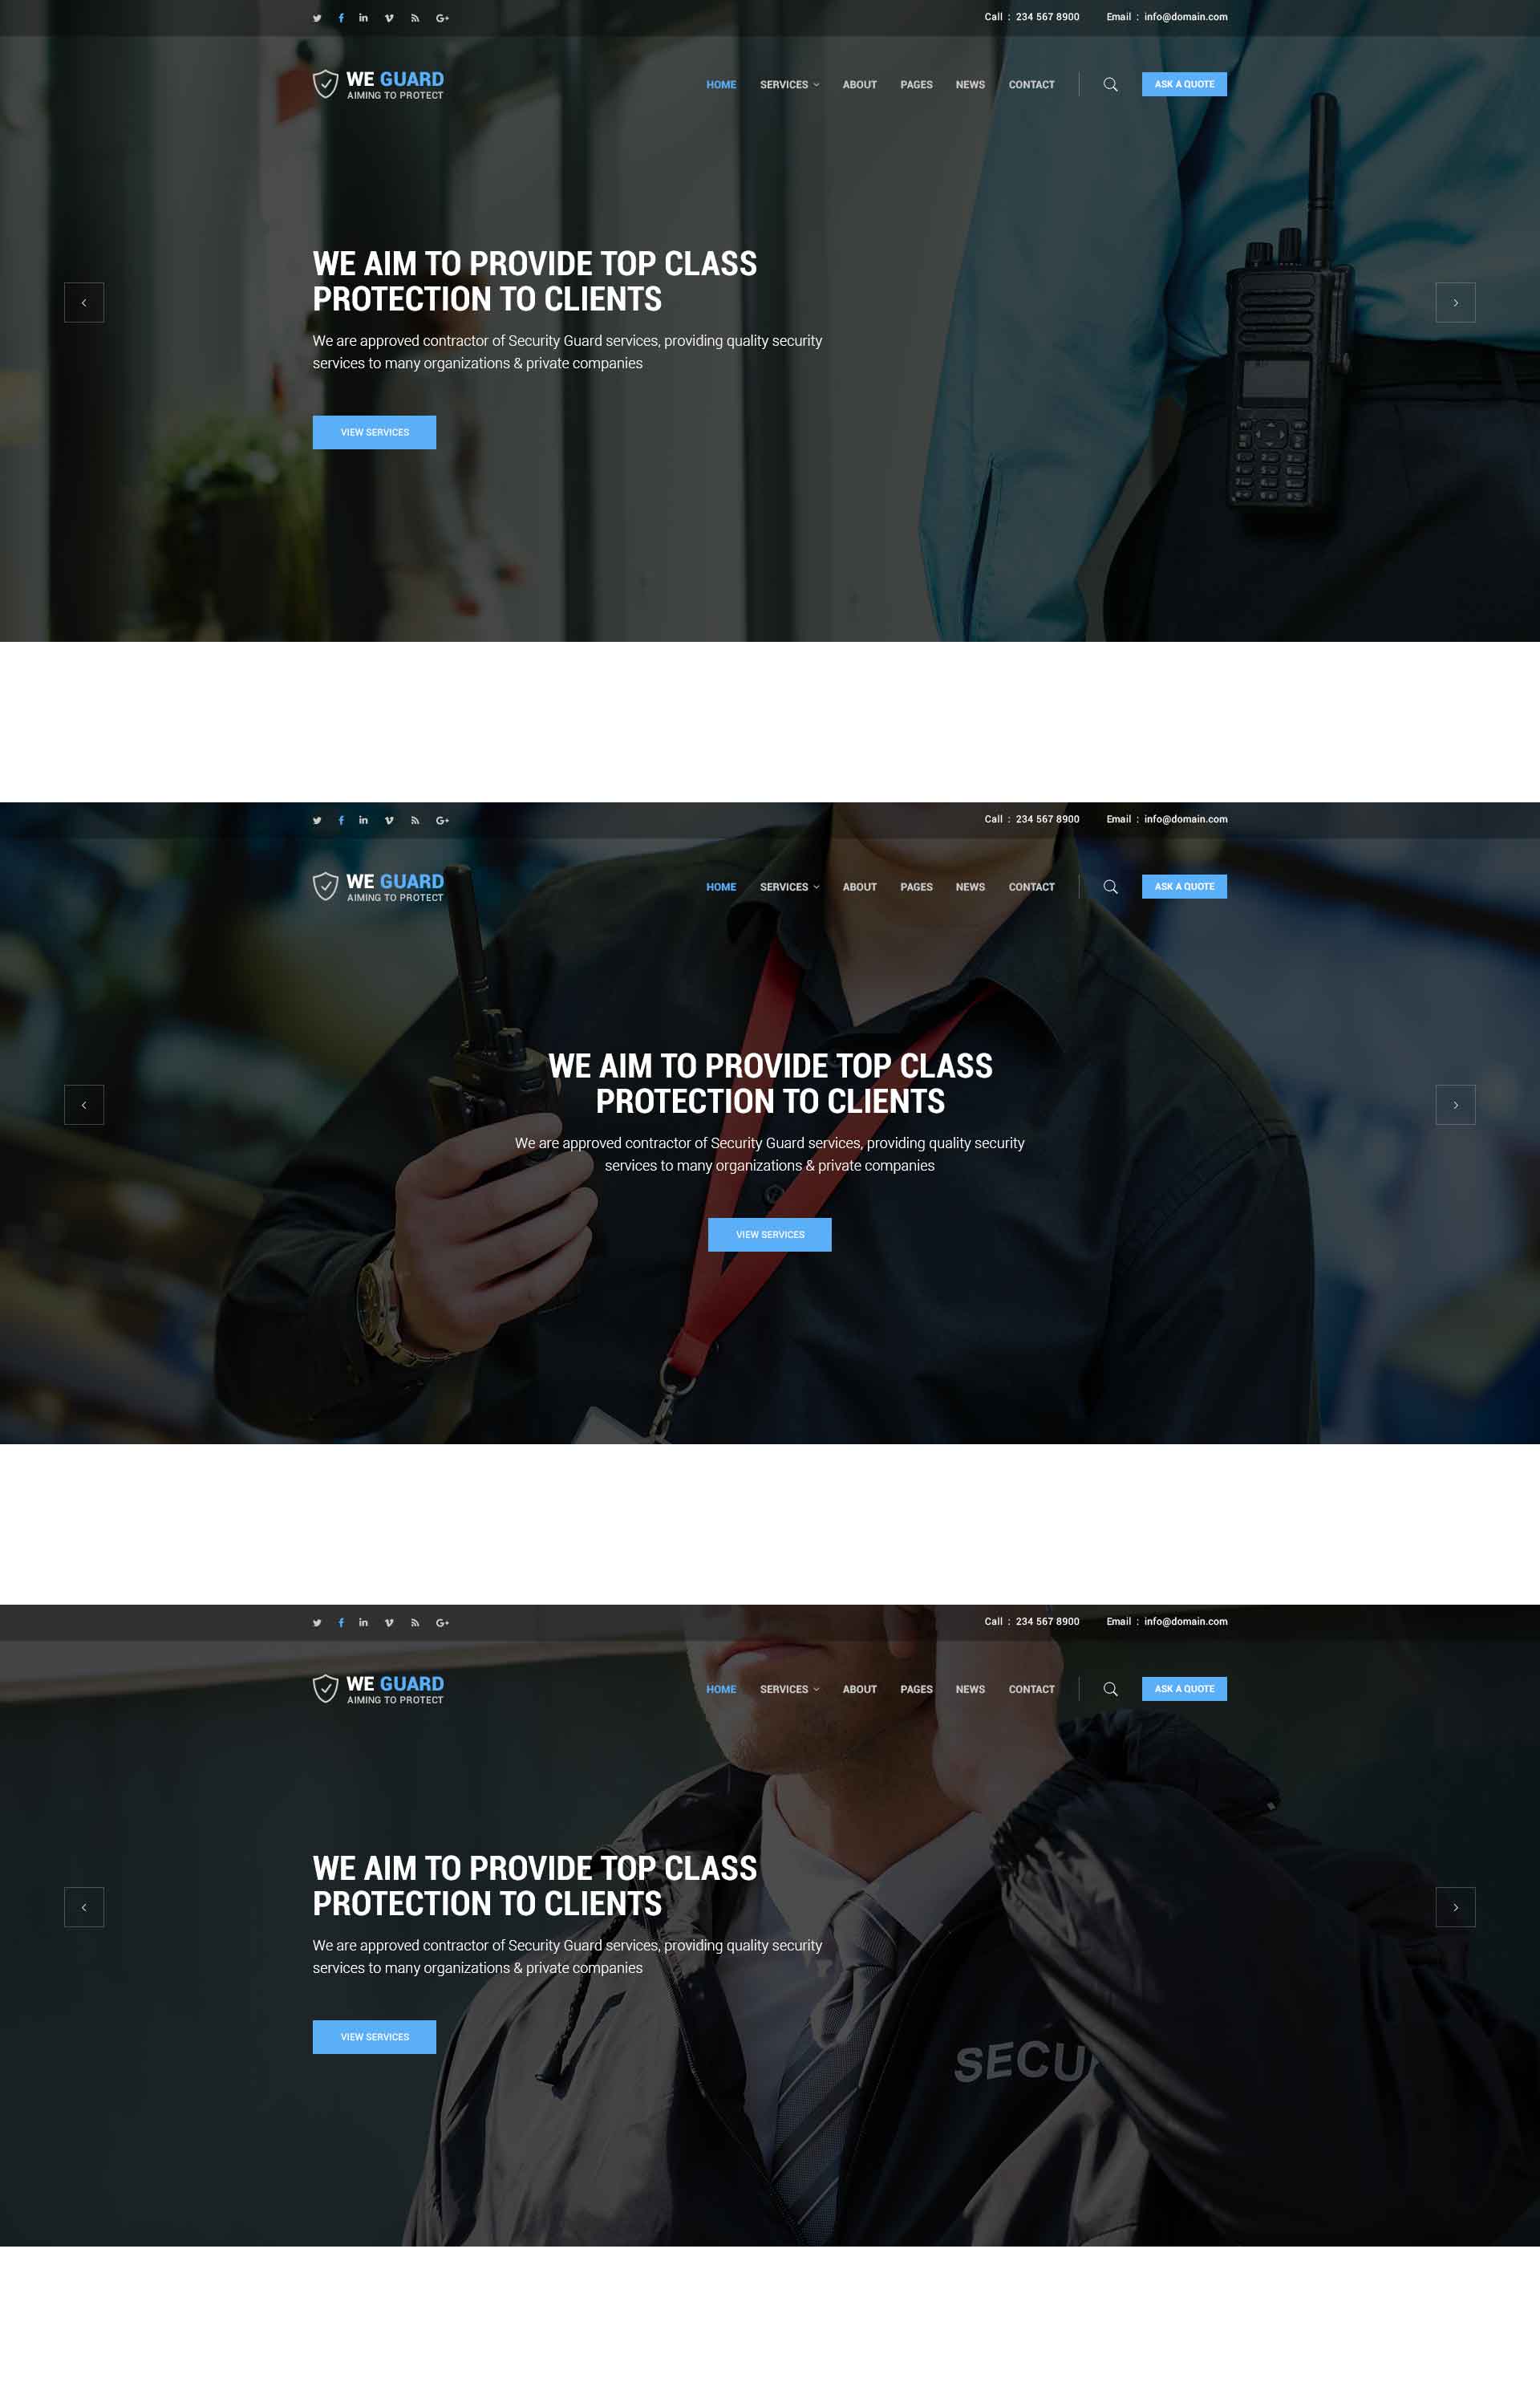 Call : 234 567 8900 Email : info@domain.com
WE GUARD
AIMING TO PROTECT
HOME SERVICES ABOUT PAGES NEWS CONTACT ASK A QUOTE
WE AIM TO PROVIDE TOP CLASS
PROTECTION TO CLIENTS
We are approved contractor of Security Guard services, providing quality security
services to many organizations & private companies
VIEW SERVICES
Call : 234 567 8900 Email : info@domain.com
WE GUARD
AIMING TO PROTECT
HOME SERVICES ABOUT PAGES NEWS CONTACT ASK A QUOTE
WE AIM TO PROVIDE TOP CLASS
PROTECTION TO CLIENTS
We are approved contractor of Security Guard services, providing quality security
services to many organizations & private companies
VIEW SERVICES
Call : 234 567 8900 Email : info@domain.com
WE GUARD
AIMING TO PROTECT
HOME SERVICES ABOUT PAGES NEWS CONTACT ASK A QUOTE
WE AIM TO PROVIDE TOP CLASS
PROTECTION TO CLIENTS
We are approved contractor of Security Guard services, providing quality security
services to many organizations & private companies
VIEW SERVICES
SECU